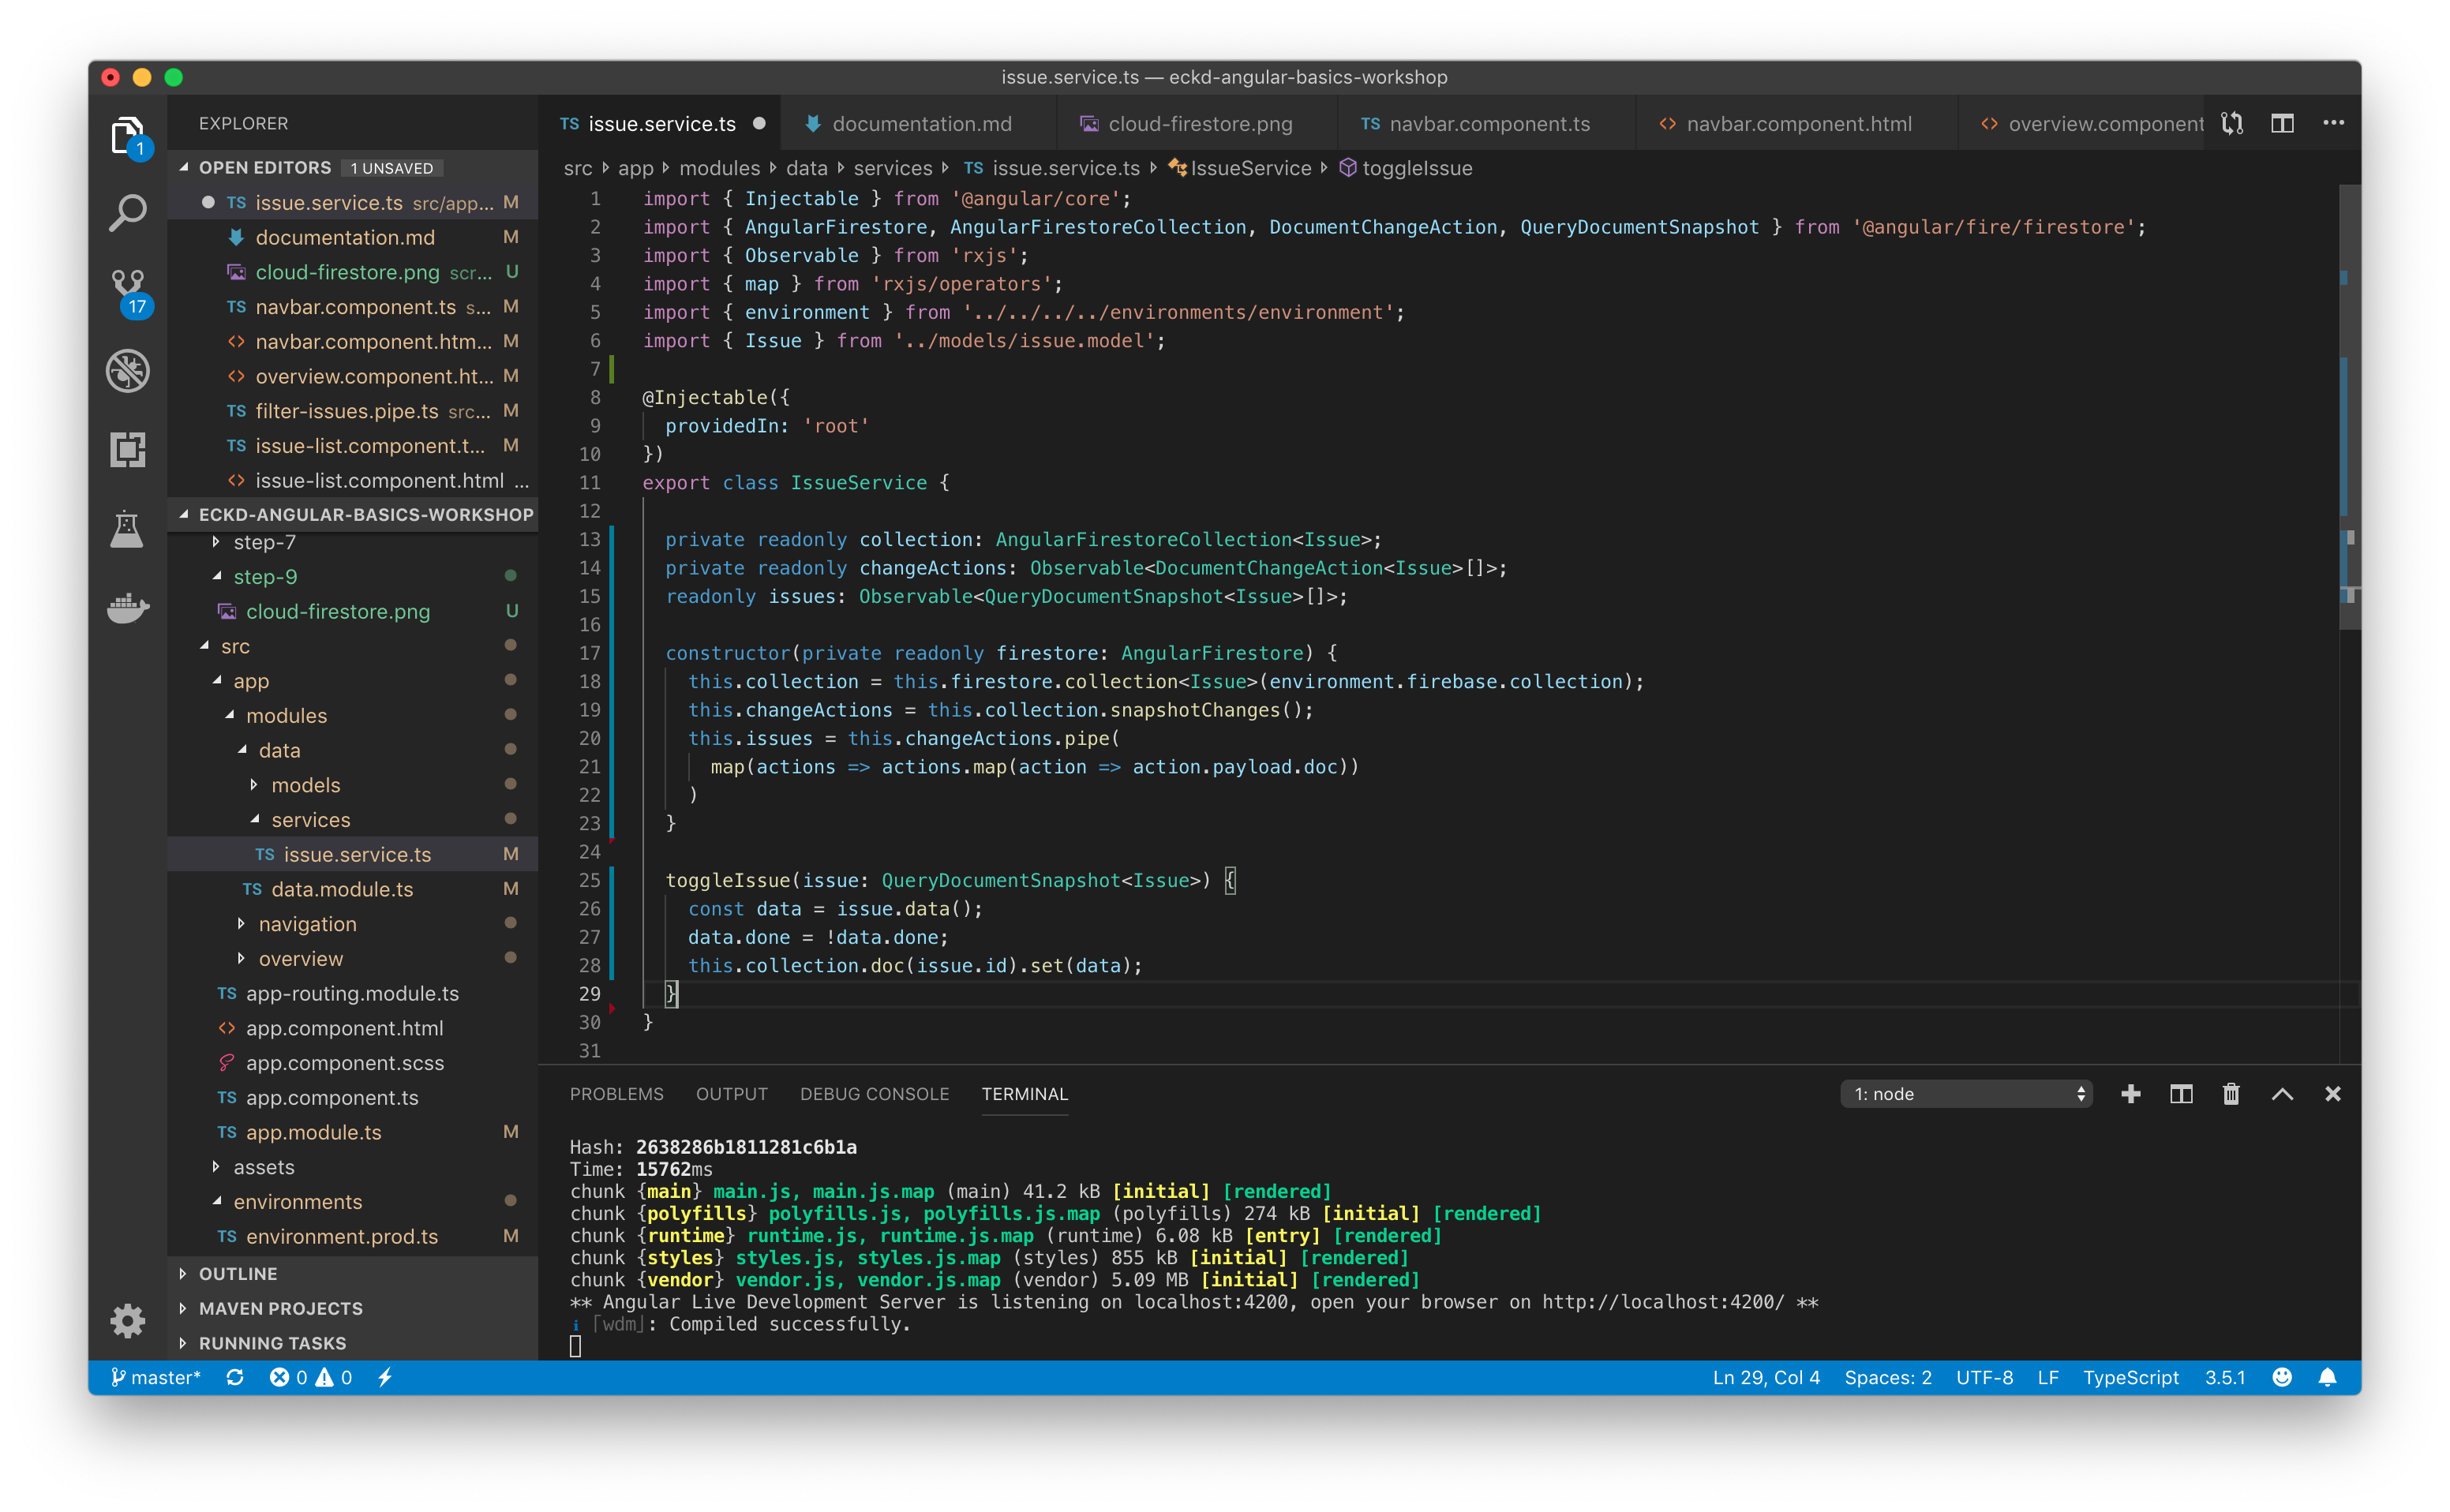 issue.service.ts — eckd-angular-basics-workshop
1
17
EXPLORER
OPEN EDITORS 1 UNSAVED
TS issue.service.ts src/app... M
documentation.md M
cloud-firestore.png scr... U
TS navbar.component.ts s... M
<> navbar.component.htm... M
<> overview.component.ht... M
TS filter-issues.pipe.ts src... M
TS issue-list.component.t... M
<> issue-list.component.html ...
ECKD-ANGULAR-BASICS-WORKSHOP
step-7
step-9
cloud-firestore.png U
src
app
modules
data
models
services
TS issue.service.ts M
TS data.module.ts M
navigation
overview
TS app-routing.module.ts
<> app.component.html
app.component.scss
TS app.component.ts
TS app.module.ts M
assets
environments
TS environment.prod.ts M
OUTLINE
MAVEN PROJECTS
RUNNING TASKS
TS issue.service.ts documentation.md cloud-firestore.png TS navbar.component.ts <> navbar.component.html <> overview.component
src app modules data services TS issue.service.ts IssueService toggleIssue
1 import { Injectable } from '@angular/core';
2 import { AngularFirestore, AngularFirestoreCollection, DocumentChangeAction, QueryDocumentSnapshot } from '@angular/fire/firestore';
3 import { Observable } from 'rxjs';
4 import { map } from 'rxjs/operators';
5 import { environment } from '../../../../environments/environment';
6 import { Issue } from '../models/issue.model';
7
8 @Injectable({
9 providedIn: 'root'
10 })
11 export class IssueService {
12
13 private readonly collection: AngularFirestoreCollection<Issue>;
14 private readonly changeActions: Observable<DocumentChangeAction<Issue>[]>;
15 readonly issues: Observable<QueryDocumentSnapshot<Issue>[]>;
16
17 constructor(private readonly firestore: AngularFirestore) {
18 this.collection = this.firestore.collection<Issue>(environment.firebase.collection);
19 this.changeActions = this.collection.snapshotChanges();
20 this.issues = this.changeActions.pipe(
21 map(actions => actions.map(action => action.payload.doc))
22 )
23 }
24
25 toggleIssue(issue: QueryDocumentSnapshot<Issue>) {
26 const data = issue.data();
27 data.done = !data.done;
28 this.collection.doc(issue.id).set(data);
29 }
30 }
31
PROBLEMS OUTPUT DEBUG CONSOLE TERMINAL 1: node
Hash: 2638286b1811281c6b1a
Time: 15762ms
chunk {main} main.js, main.js.map (main) 41.2 kB [initial] [rendered]
chunk {polyfills} polyfills.js, polyfills.js.map (polyfills) 274 kB [initial] [rendered]
chunk {runtime} runtime.js, runtime.js.map (runtime) 6.08 kB [entry] [rendered]
chunk {styles} styles.js, styles.js.map (styles) 855 kB [initial] [rendered]
chunk {vendor} vendor.js, vendor.js.map (vendor) 5.09 MB [initial] [rendered]
** Angular Live Development Server is listening on localhost:4200, open your browser on http://localhost:4200/ **
ℹ ｢wdm｣: Compiled successfully.
master* 0 0 Ln 29, Col 4 Spaces: 2 UTF-8 LF TypeScript 3.5.1